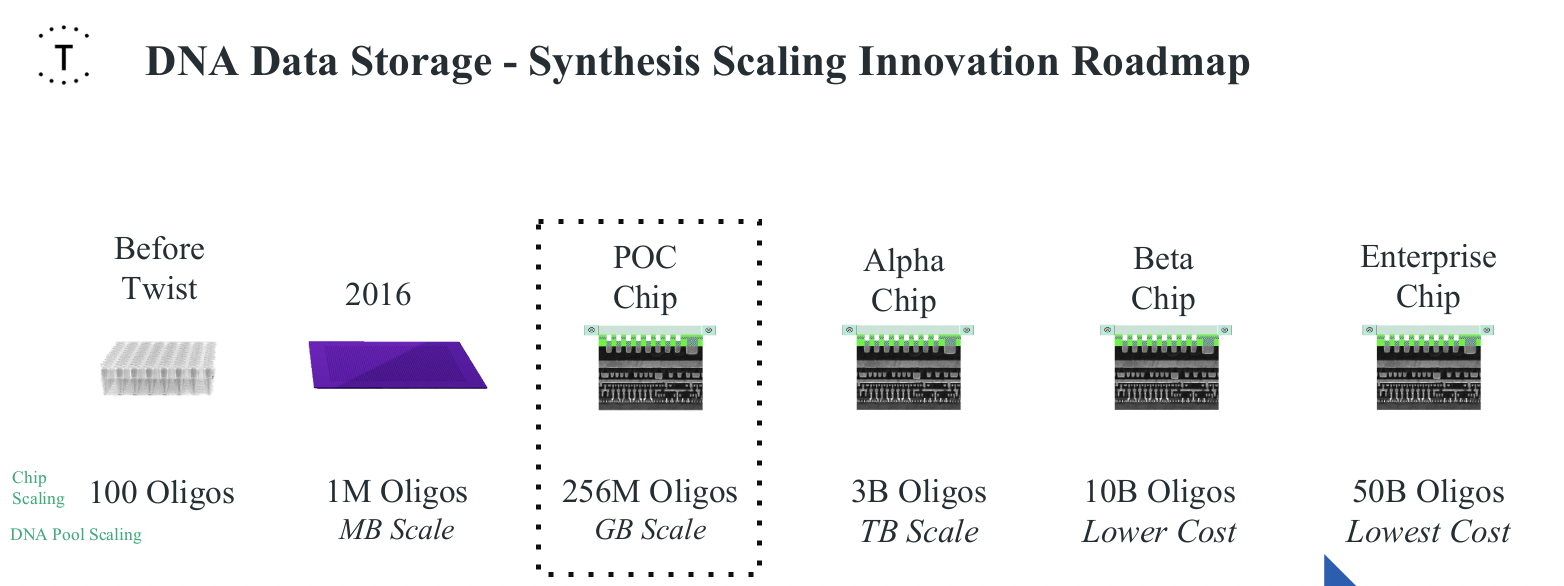 T
DNA Data Storage - Synthesis Scaling Innovation Roadmap
Before
Twist
2016
POC
Chip
Alpha
Chip
Beta
Chip
Enterprise
Chip
Chip
Scaling
100 Oligos
1M Oligos
256M Oligos
3B Oligos
10B Oligos
50B Oligos
DNA Pool Scaling
MB Scale
GB Scale
TB Scale
Lower Cost
Lowest Cost